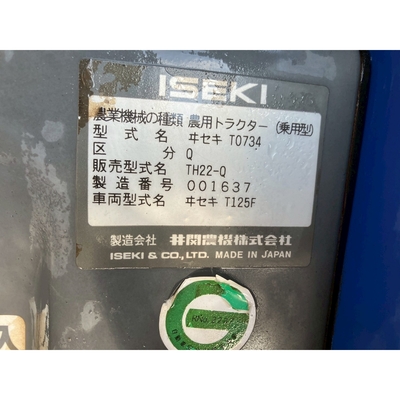 ISEKI
農業機械の種類 農用トラクター (乗用型)
型式名 ヰセキ T0734
区分 Q
販売型式名 TH22-Q
製造番号 001637
車両型式名 ヰセキ T125F
製造会社 井関農機株式会社
ISEKI & CO., LTD. MADE IN JAPAN
入